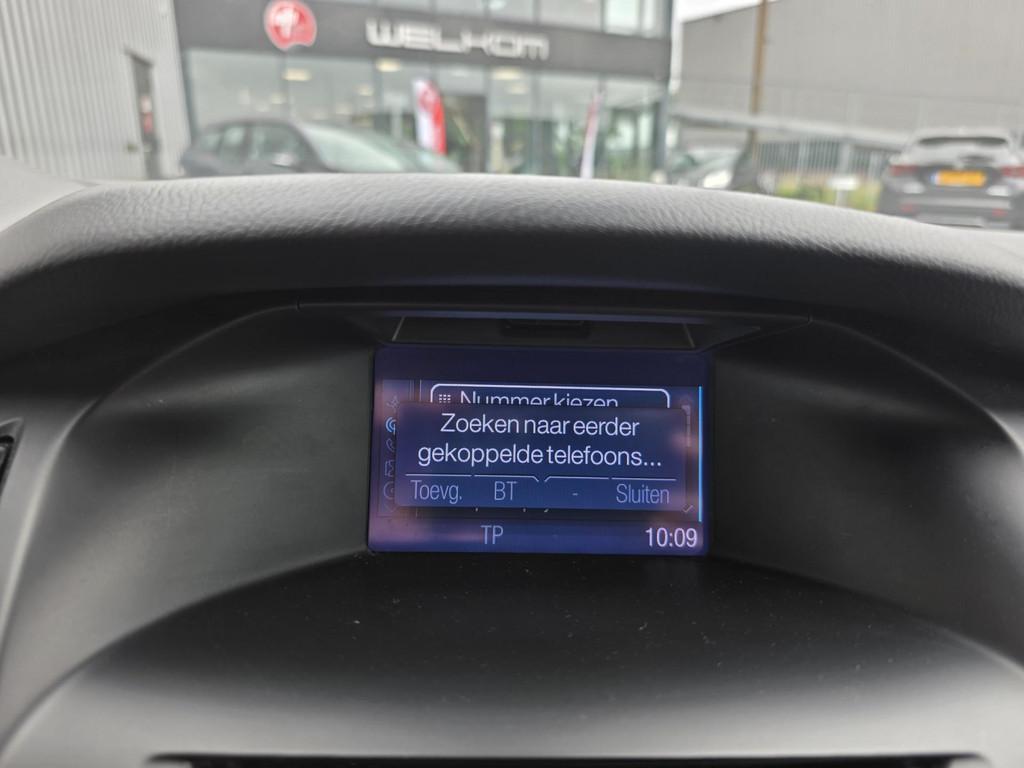 WELKOM
Nummer kiezen
Zoeken naar eerder
gekoppelde telefoons...
Toevg. BT - Sluiten
TP 10:09